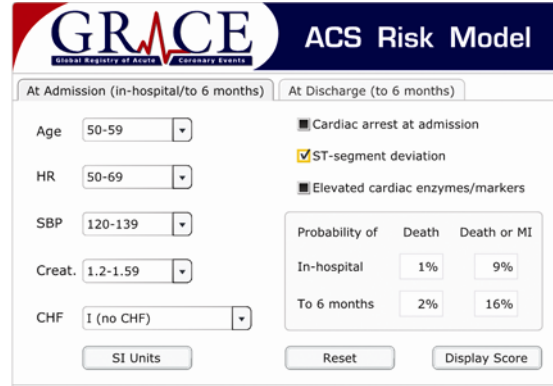 GRACE
Global Registry of Acute Coronary Events
ACS Risk Model
At Admission (in-hospital/to 6 months)
At Discharge (to 6 months)
Age 50-59
HR 50-69
SBP 120-139
Creat. 1.2-1.59
CHF I (no CHF)
SI Units
Cardiac arrest at admission
ST-segment deviation
Elevated cardiac enzymes/markers
Probability of Death Death or MI
In-hospital 1% 9%
To 6 months 2% 16%
Reset
Display Score